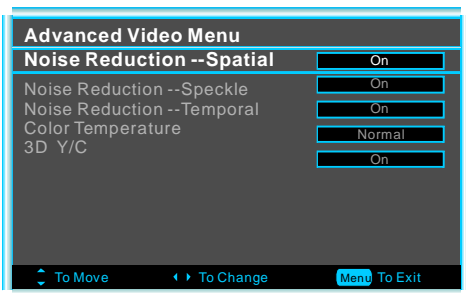 Advanced Video Menu
Noise Reduction --Spatial On
Noise Reduction --Speckle On
Noise Reduction --Temporal On
Color Temperature Normal
3D Y/C On
To Move To Change Menu To Exit